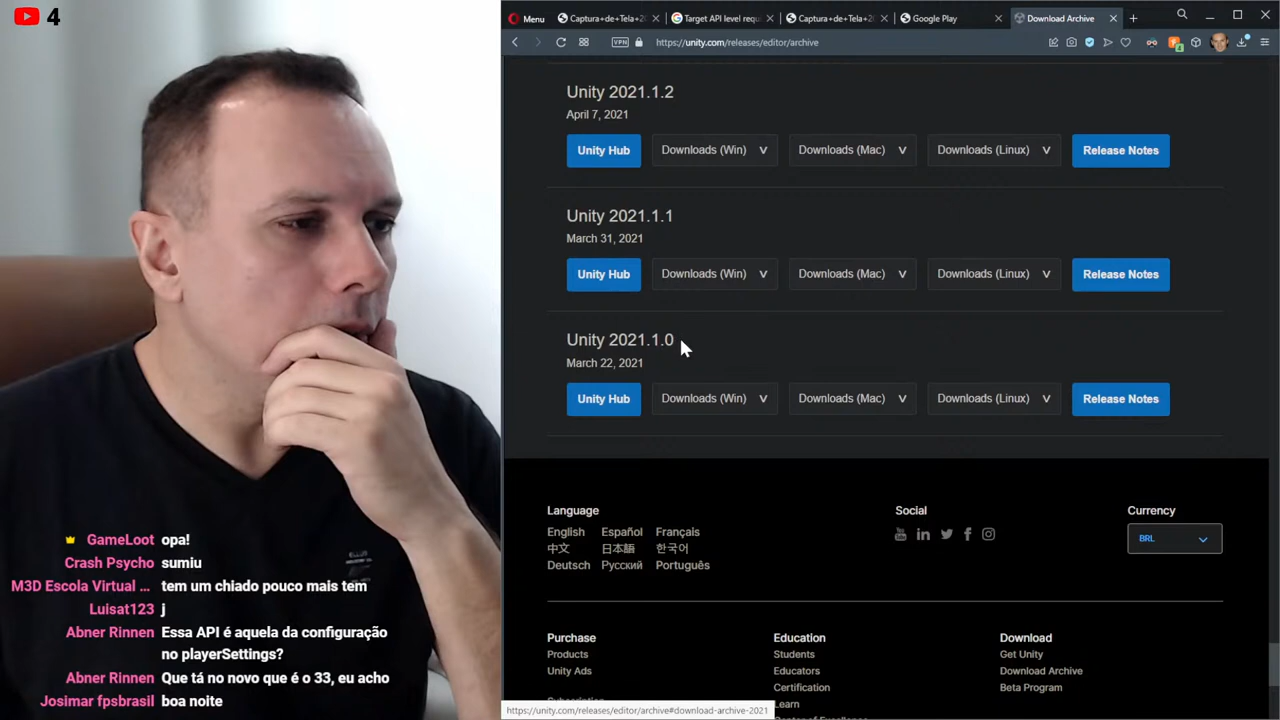 4
Menu
Captura+de+Tela+20
Target API level requ
Captura+de+Tela+20
Google Play
Download Archive
VPN
https://unity.com/releases/editor/archive
Unity 2021.1.2
April 7, 2021
Unity Hub
Downloads (Win)
Downloads (Mac)
Downloads (Linux)
Release Notes
Unity 2021.1.1
March 31, 2021
Unity Hub
Downloads (Win)
Downloads (Mac)
Downloads (Linux)
Release Notes
Unity 2021.1.0
March 22, 2021
Unity Hub
Downloads (Win)
Downloads (Mac)
Downloads (Linux)
Release Notes
Language
English Español Français
中文 日本語 한국어
Deutsch Русский Português
Social
Currency
BRL
Purchase
Products
Unity Ads
Education
Students
Educators
Certification
Learn
Download
Get Unity
Download Archive
Beta Program
https://unity.com/releases/editor/archive#download-archive-2021
GameLoot opa!
Crash Psycho sumiu
M3D Escola Virtual ... tem um chiado pouco mais tem
Luisat123 j
Abner Rinnen Essa API é aquela da configuração
no playerSettings?
Abner Rinnen Que tá no novo que é o 33, eu acho
Josimar fpsbrasil boa noite